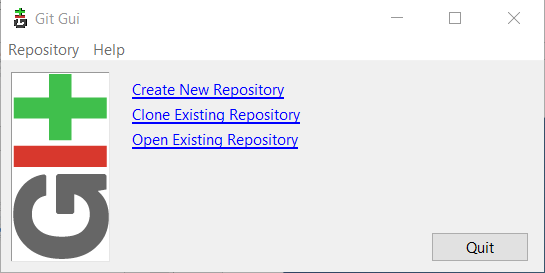 Git Gui
Repository Help
Create New Repository
Clone Existing Repository
Open Existing Repository
Quit